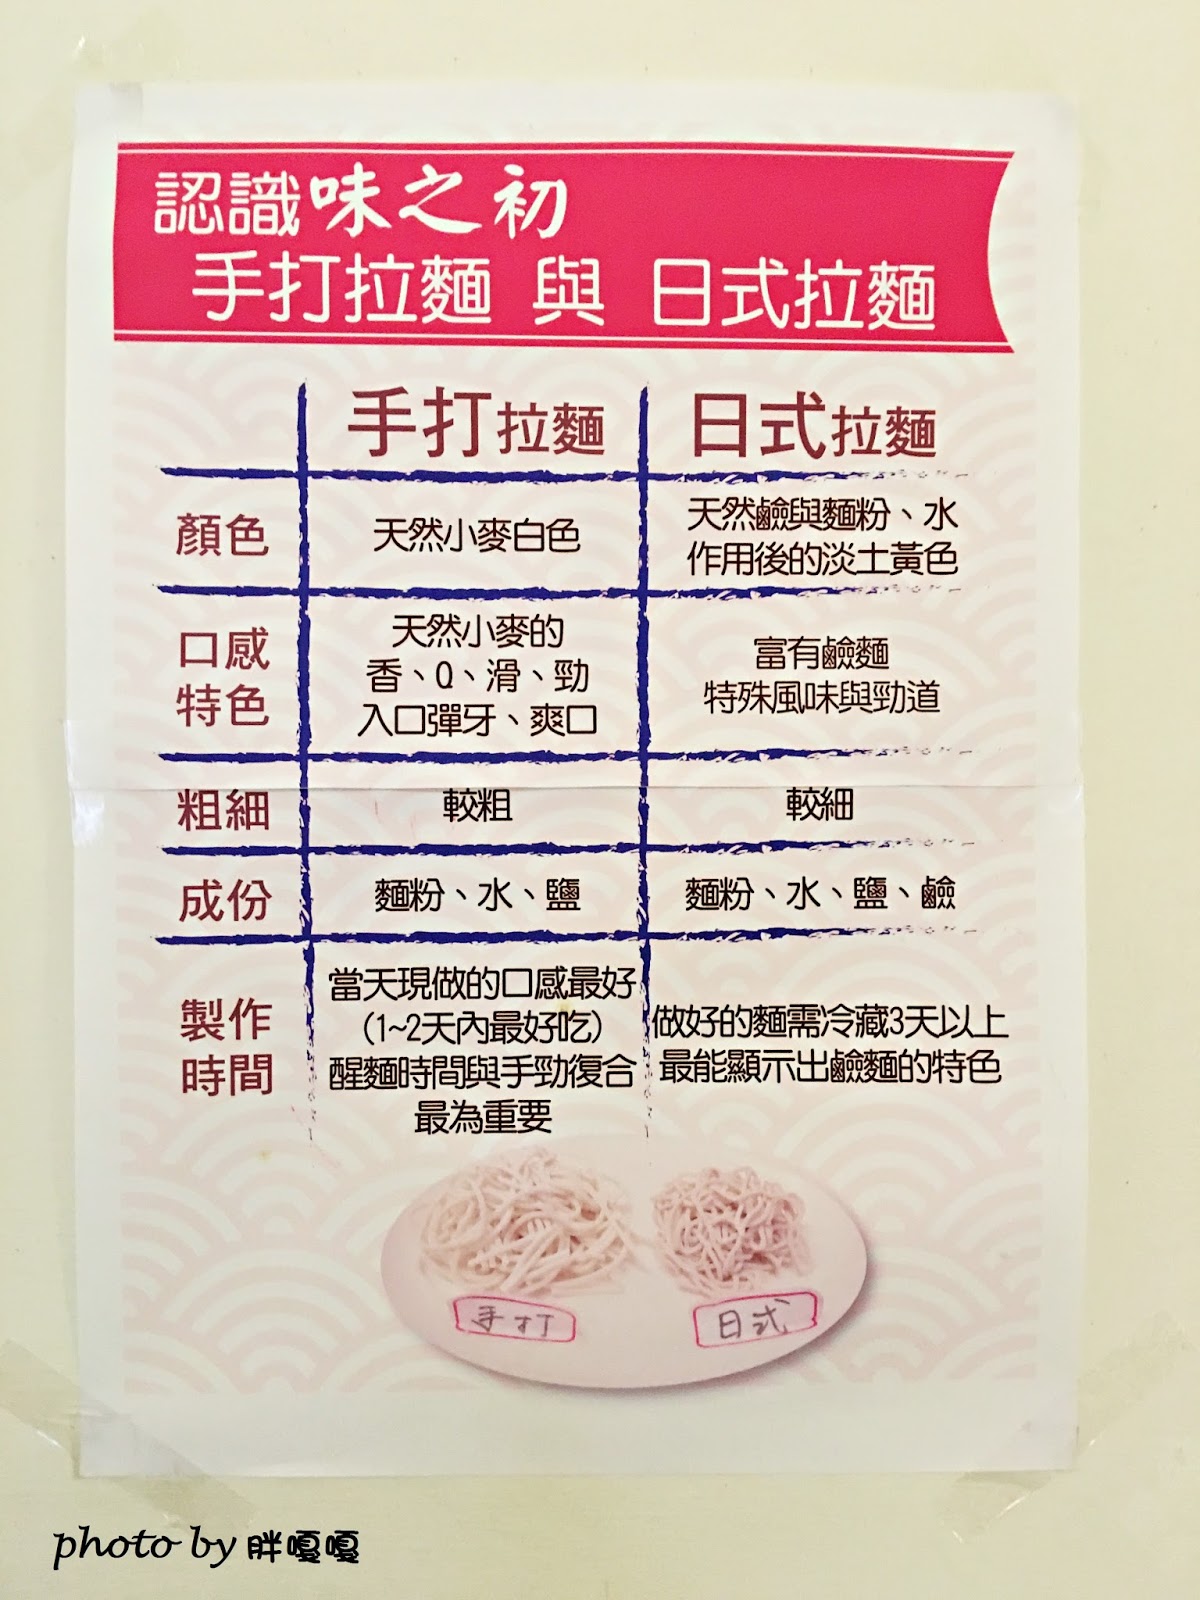 認識味之初
手打拉麵 與 日式拉麵
手打拉麵 日式拉麵
顏色
天然小麥白色
天然鹼與麵粉、水
作用後的淡土黃色
口感
特色
天然小麥的
香、Q、滑、勁
入口彈牙、爽口
富有鹼麵
特殊風味與勁道
粗細
較粗
較細
成份
麵粉、水、鹽
麵粉、水、鹽、鹼
製作
時間
當天現做的口感最好
(1~2天內最好吃)
醒麵時間與手勁復合
最為重要
做好的麵需冷藏3天以上
最能顯示出鹼麵的特色
手打
日式
photo by 胖嘎嘎